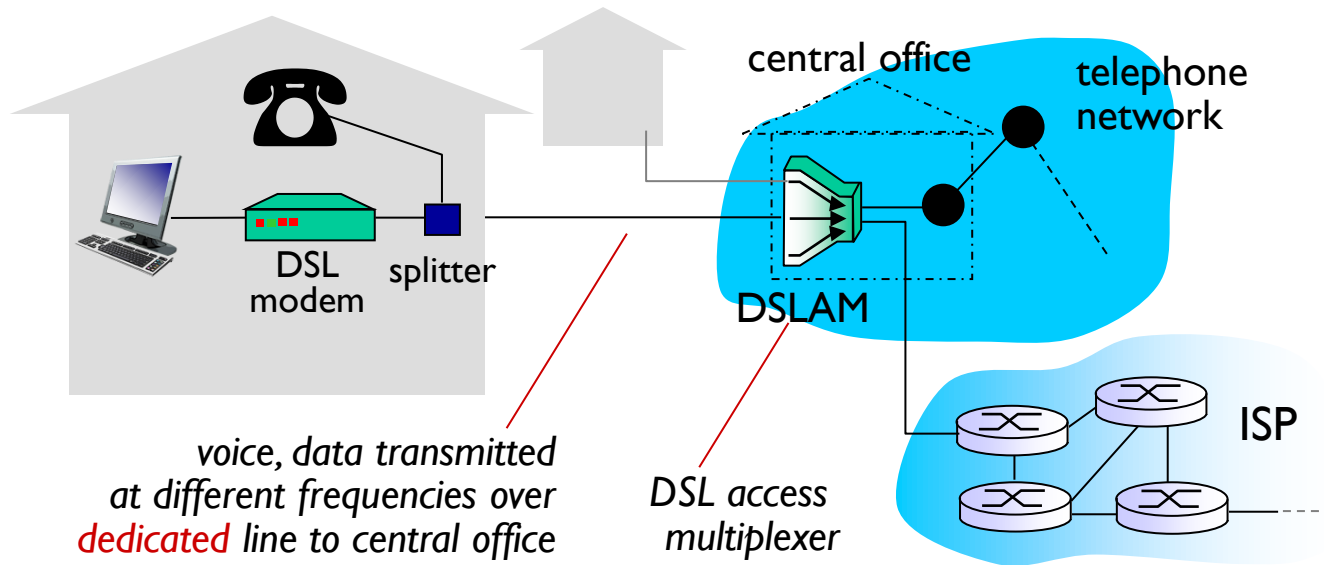 central office
telephone
network
DSL
modem
splitter
DSLAM
ISP
voice, data transmitted
at different frequencies over
dedicated line to central office
DSL access
multiplexer